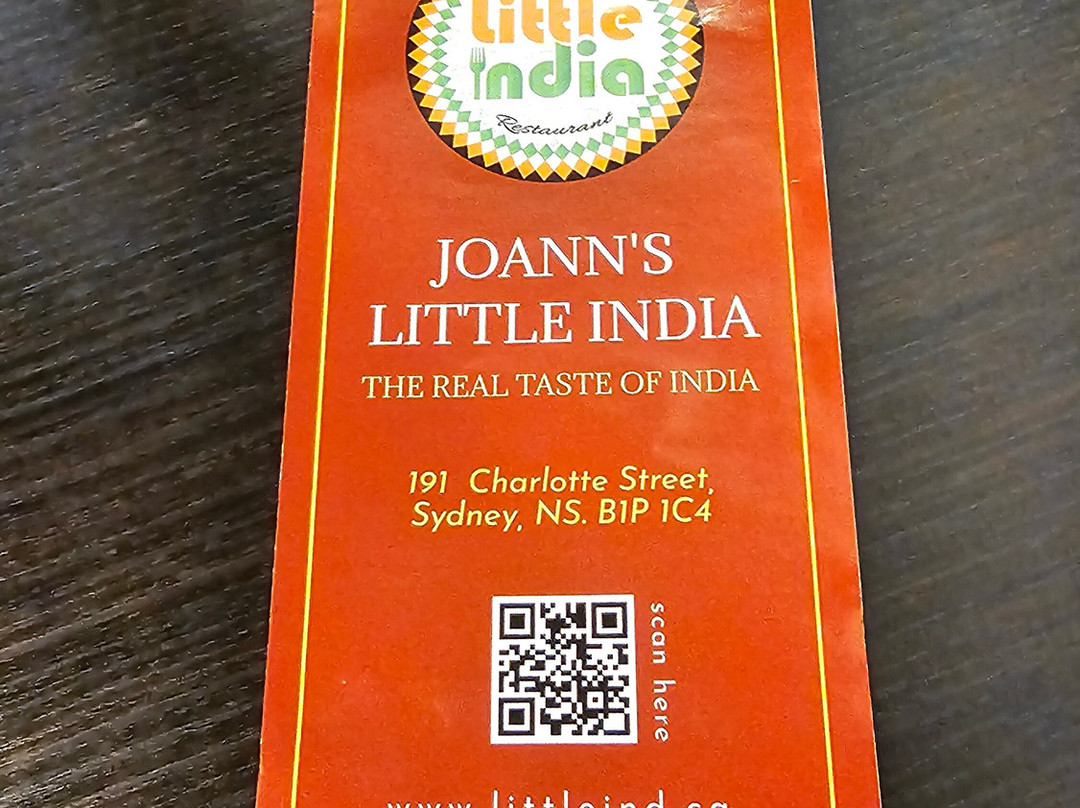 Little
india
Restaurant
JOANN'S
LITTLE INDIA
THE REAL TASTE OF INDIA
191 Charlotte Street,
Sydney, NS. B1P 1C4
scan here